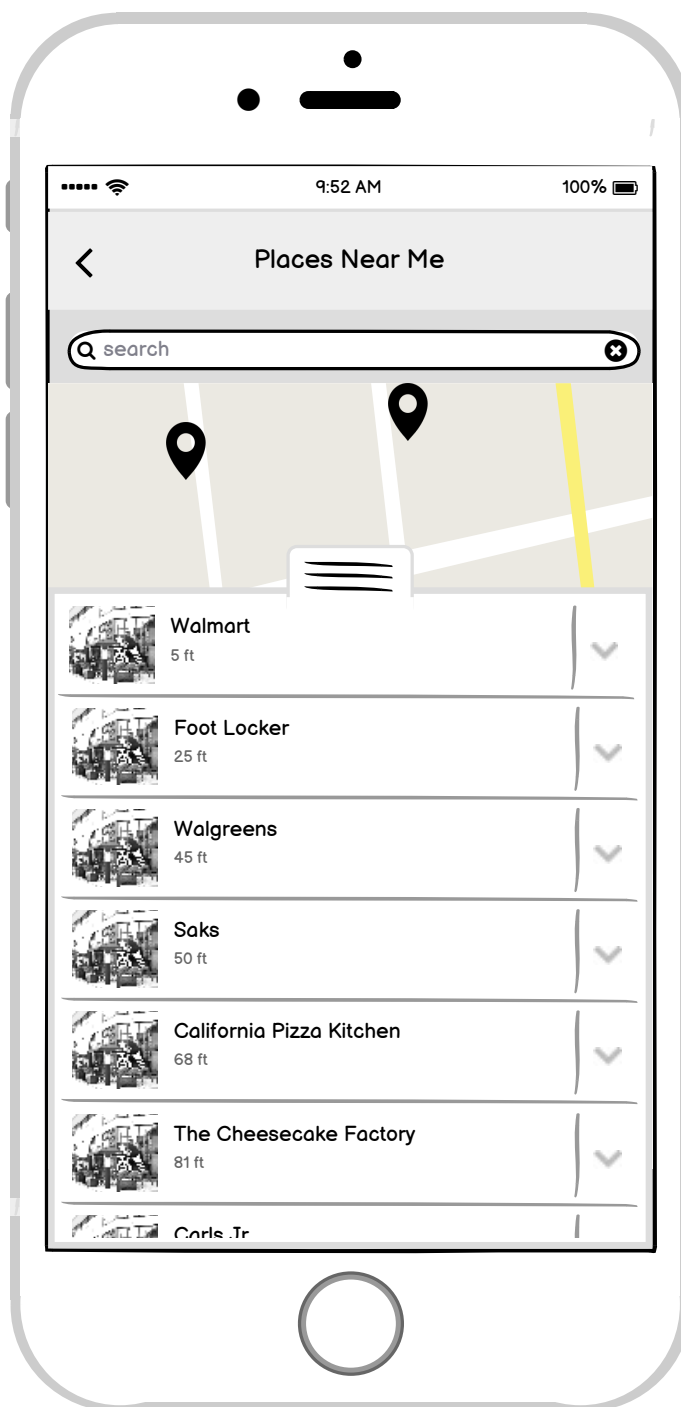 9:52 AM
100%
Places Near Me
search
Walmart
5 ft
Foot Locker
25 ft
Walgreens
45 ft
Saks
50 ft
California Pizza Kitchen
68 ft
The Cheesecake Factory
81 ft
Carls Jr